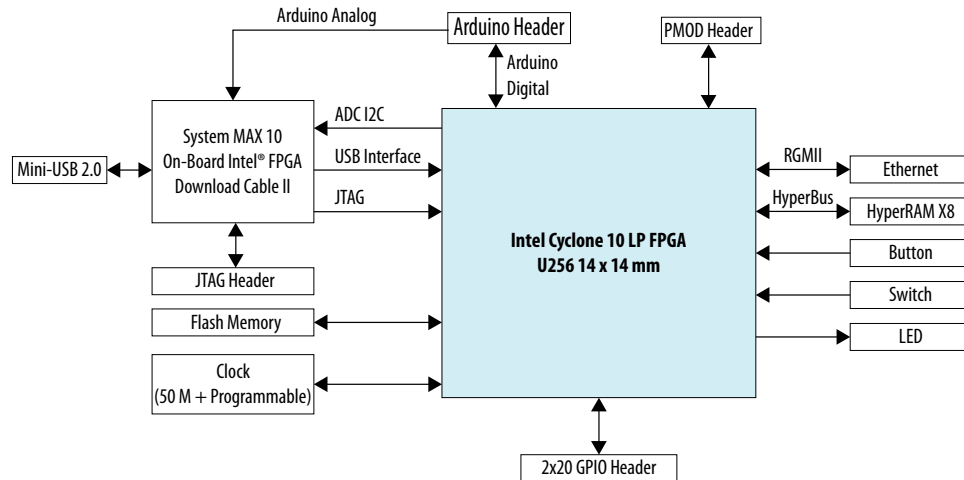 Arduino Analog
Arduino Header
PMOD Header
Arduino
Digital
ADC I2C
System MAX 10
On-Board Intel® FPGA
Download Cable II
Mini-USB 2.0
USB Interface
JTAG
RGMII
Ethernet
HyperBus
HyperRAM X8
Intel Cyclone 10 LP FPGA
U256 14 x 14 mm
Button
JTAG Header
Switch
Flash Memory
LED
Clock
(50 M + Programmable)
2x20 GPIO Header